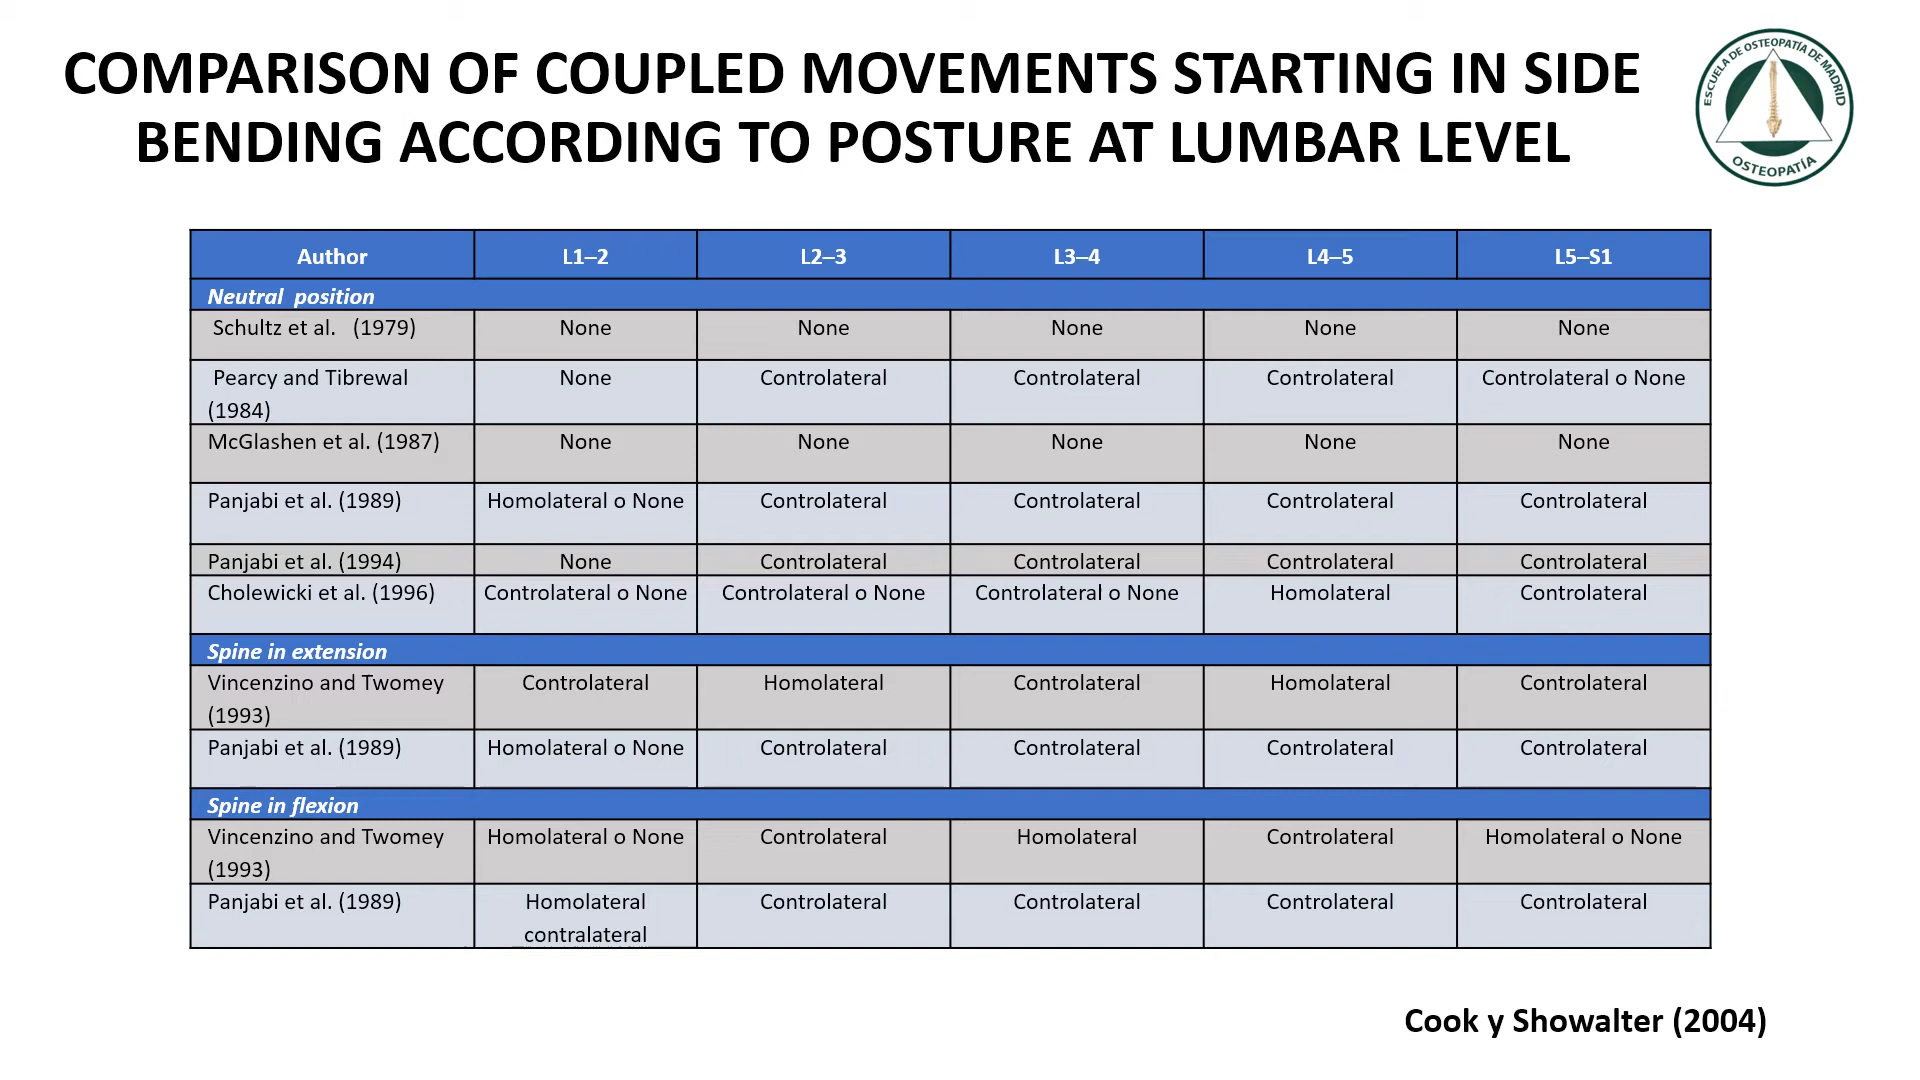 COMPARISON OF COUPLED MOVEMENTS STARTING IN SIDE
BENDING ACCORDING TO POSTURE AT LUMBAR LEVEL
ESCUELA DE OSTEOPATÍA DE MADRID
OSTEOPATÍA
Author L1–2 L2–3 L3–4 L4–5 L5–S1
Neutral position
Schultz et al. (1979) None None None None None
Pearcy and Tibrewal (1984) None Controlateral Controlateral Controlateral Controlateral o None
McGlashen et al. (1987) None None None None None
Panjabi et al. (1989) Homolateral o None Controlateral Controlateral Controlateral Controlateral
Panjabi et al. (1994) None Controlateral Controlateral Controlateral Controlateral
Cholewicki et al. (1996) Controlateral o None Controlateral o None Controlateral o None Homolateral Controlateral
Spine in extension
Vincenzino and Twomey (1993) Controlateral Homolateral Controlateral Homolateral Controlateral
Panjabi et al. (1989) Homolateral o None Controlateral Controlateral Controlateral Controlateral
Spine in flexion
Vincenzino and Twomey (1993) Homolateral o None Controlateral Homolateral Controlateral Homolateral o None
Panjabi et al. (1989) Homolateral contralateral Controlateral Controlateral Controlateral Controlateral
Cook y Showalter (2004)